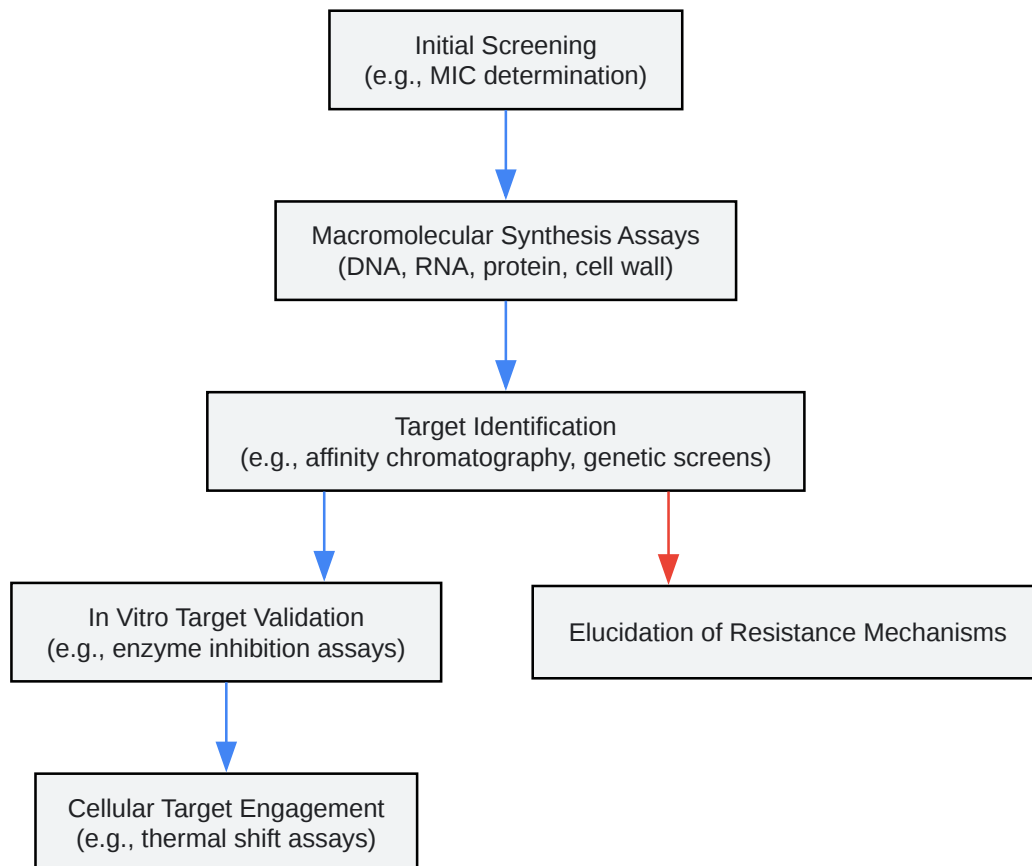 Initial Screening
(e.g., MIC determination)
Macromolecular Synthesis Assays
(DNA, RNA, protein, cell wall)
Target Identification
(e.g., affinity chromatography, genetic screens)
In Vitro Target Validation
(e.g., enzyme inhibition assays)
Elucidation of Resistance Mechanisms
Cellular Target Engagement
(e.g., thermal shift assays)